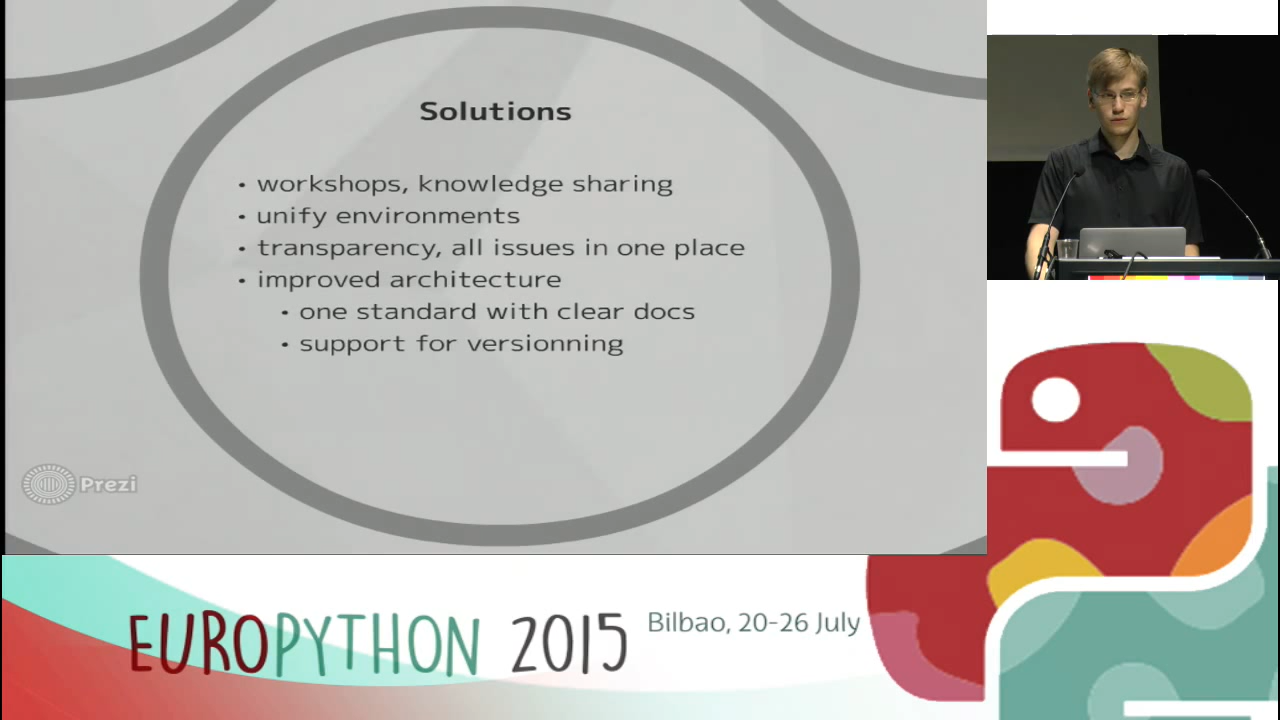 Solutions
• workshops, knowledge sharing
• unify environments
• transparency, all issues in one place
• improved architecture
• one standard with clear docs
• support for versionning
Prezi
EUROPYTHON 2015
Bilbao, 20-26 July